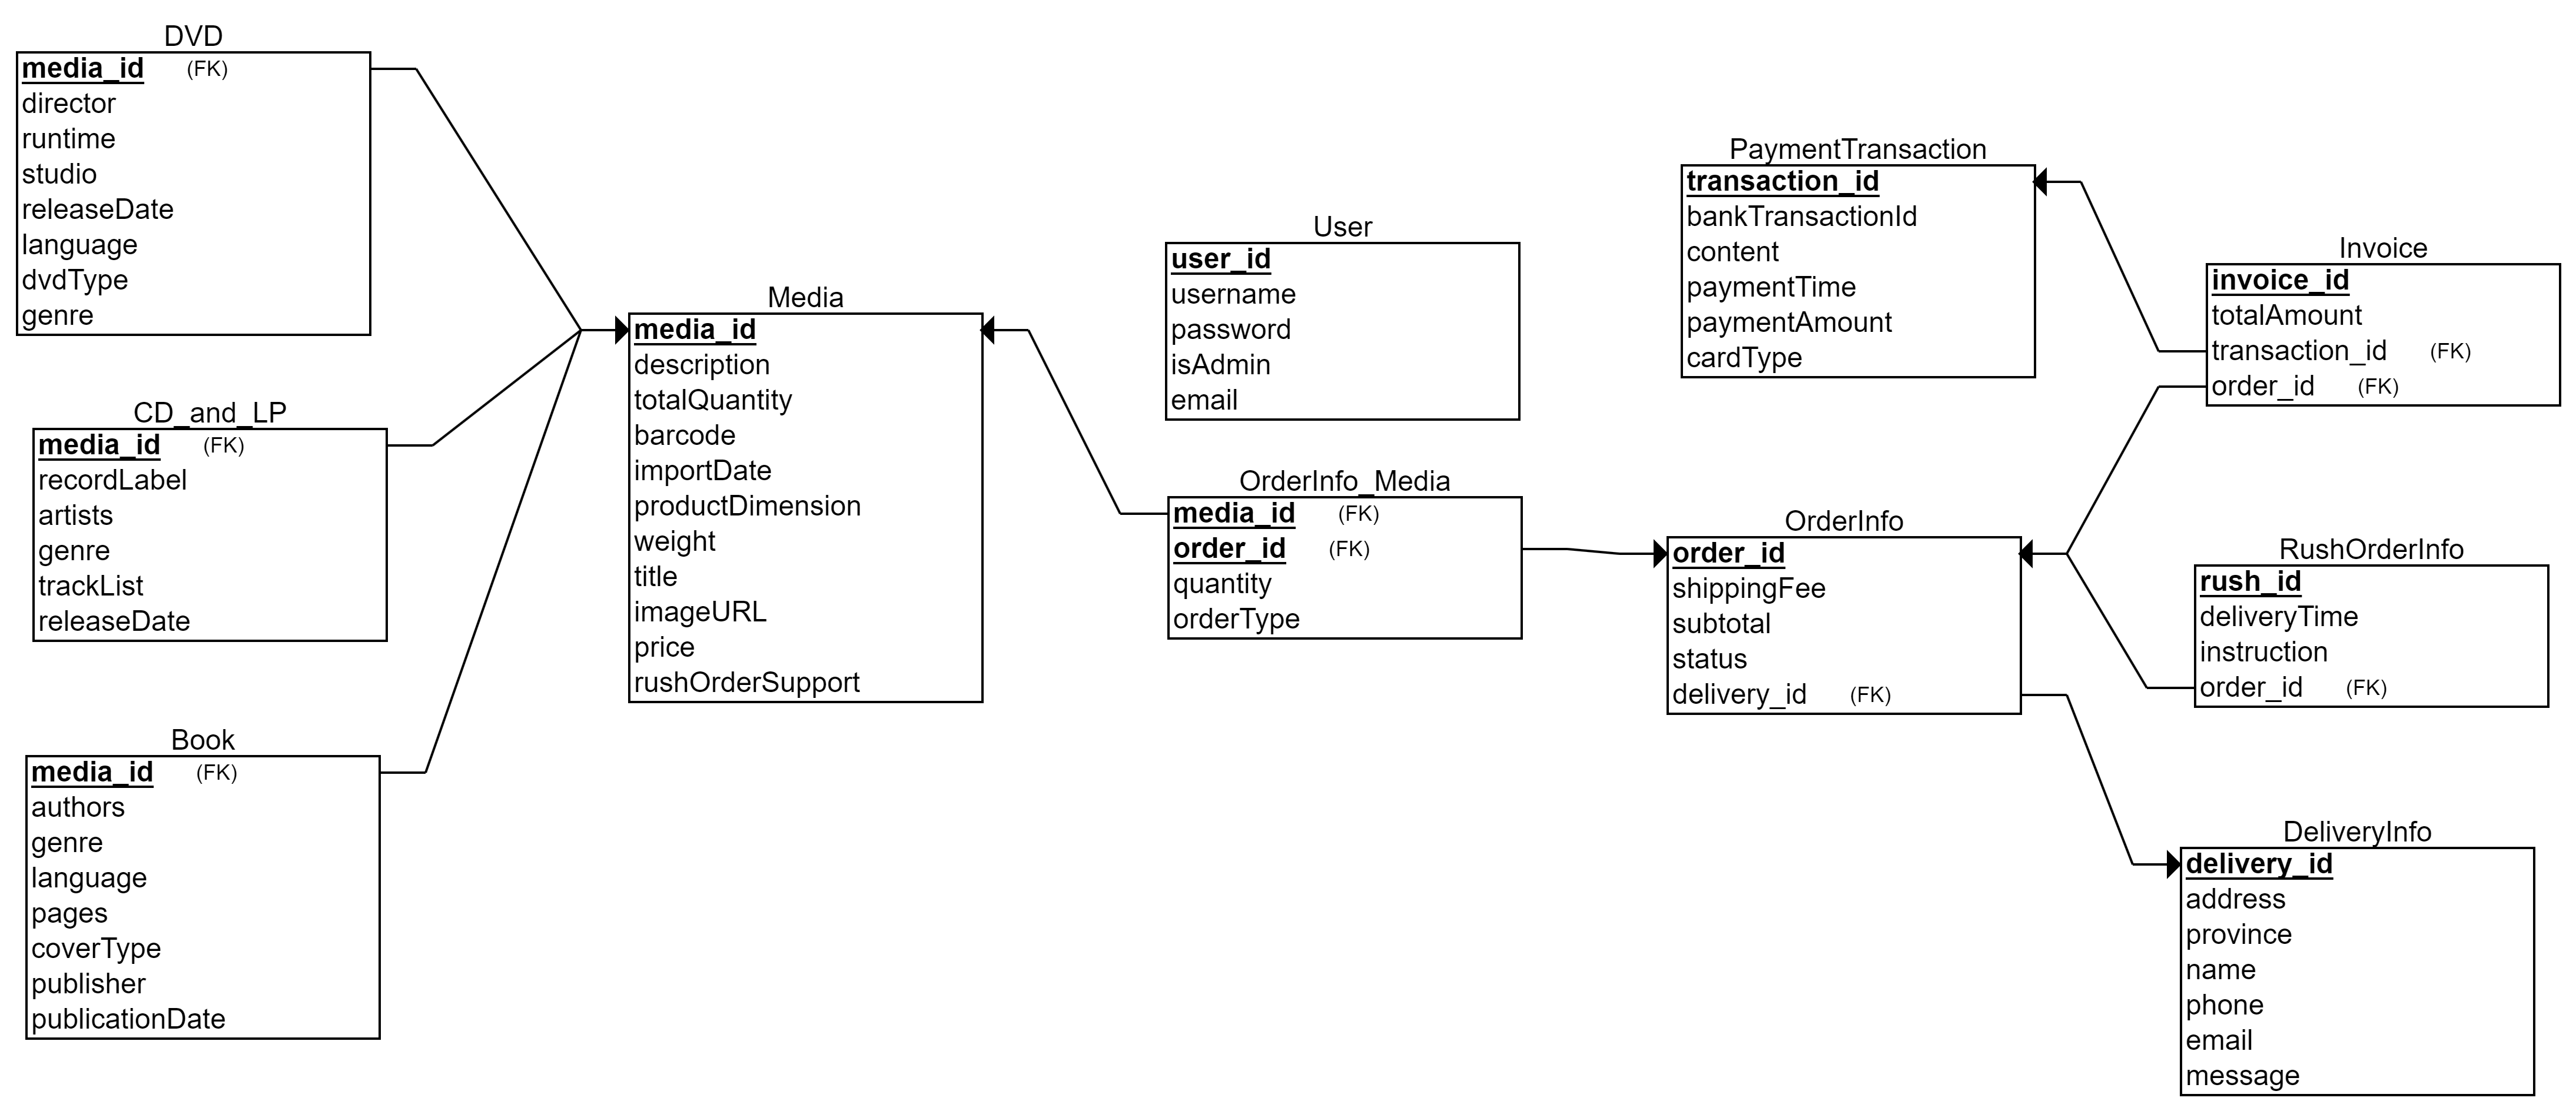 DVD
media_id (FK)
director
runtime
studio
releaseDate
language
dvdType
genre
CD_and_LP
media_id (FK)
recordLabel
artists
genre
trackList
releaseDate
Book
media_id (FK)
authors
genre
language
pages
coverType
publisher
publicationDate
Media
media_id
description
totalQuantity
barcode
importDate
productDimension
weight
title
imageURL
price
rushOrderSupport
User
user_id
username
password
isAdmin
email
OrderInfo_Media
media_id (FK)
order_id (FK)
quantity
orderType
PaymentTransaction
transaction_id
bankTransactionId
content
paymentTime
paymentAmount
cardType
OrderInfo
order_id
shippingFee
subtotal
status
delivery_id (FK)
Invoice
invoice_id
totalAmount
transaction_id (FK)
order_id (FK)
RushOrderInfo
rush_id
deliveryTime
instruction
order_id (FK)
DeliveryInfo
delivery_id
address
province
name
phone
email
message